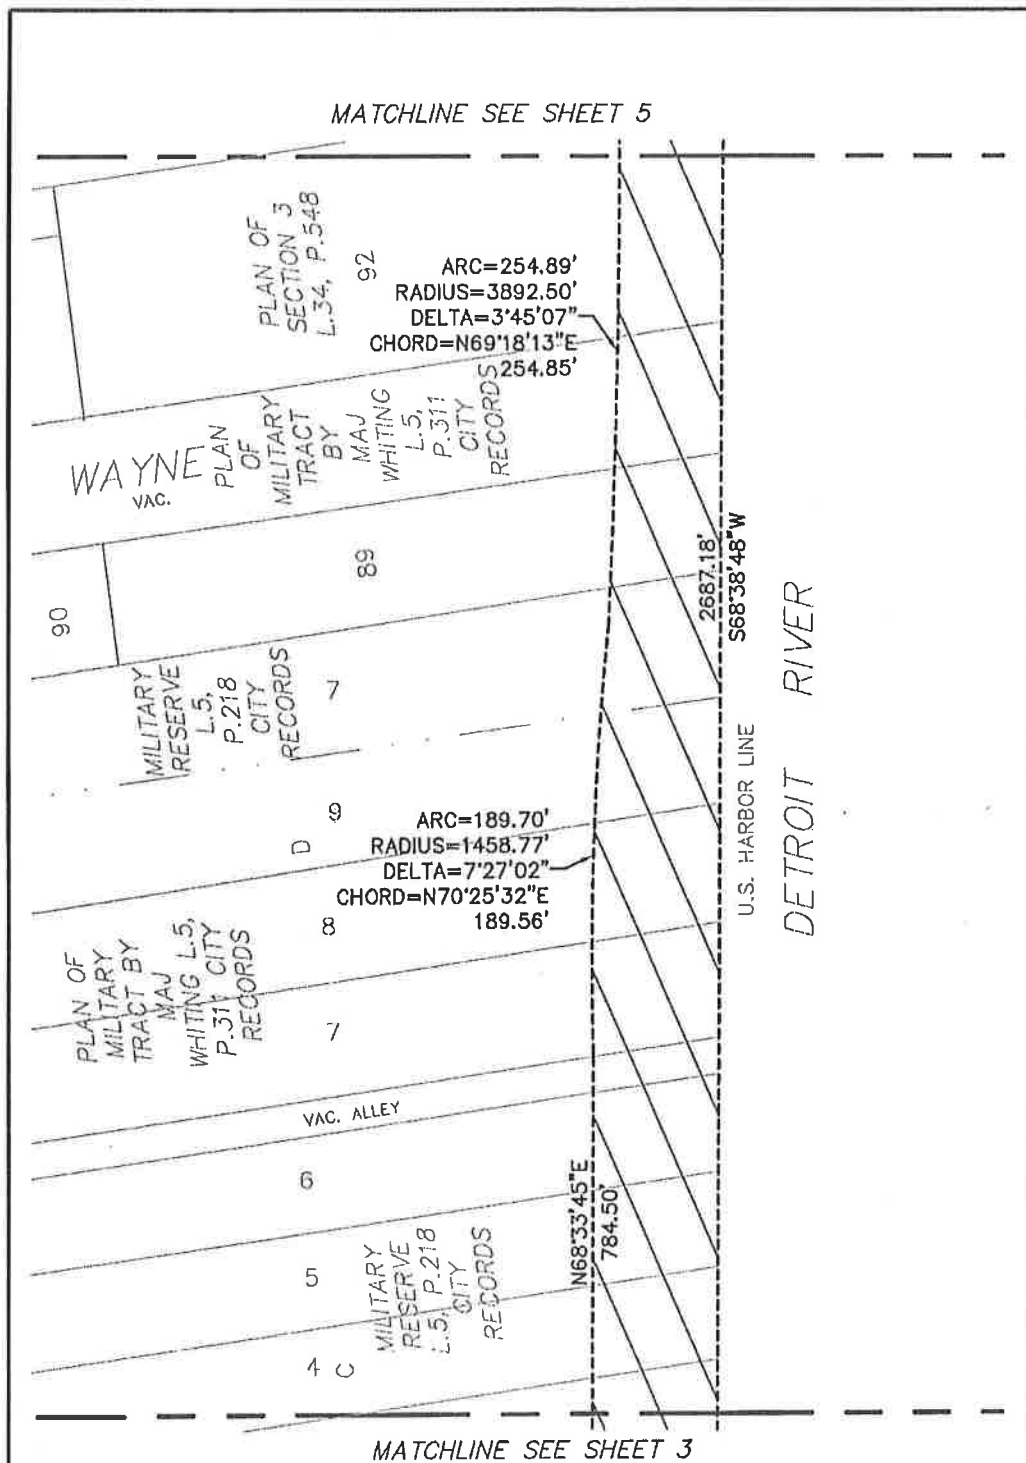 MATCHLINE SEE SHEET 5
PLAN OF
SECTION 3
L.34, P.548
92
ARC=254.89'
RADIUS=3892.50'
DELTA=3°45'07"
CHORD=N69°18'13"E
254.85'
WAYNE
VAC.
PLAN
OF
MILITARY
TRACT
BY
MAJ
WHITING
L.5,
P.311
CITY
RECORDS
90
89
2687.18'
S68°38'48"W
MILITARY
RESERVE
L.5,
P.218
CITY
RECORDS
7
U.S. HARBOR LINE
DETROIT RIVER
9
D
ARC=189.70'
RADIUS=1458.77'
DELTA=7°27'02"
CHORD=N70°25'32"E
189.56'
8
PLAN OF
MILITARY
TRACT BY
MAJ
WHITING L.5,
P.311 CITY
RECORDS
7
VAC. ALLEY
6
N68°33'45"E
784.50'
5
MILITARY
RESERVE
L.5, P.218
CITY
RECORDS
4
C
MATCHLINE SEE SHEET 3